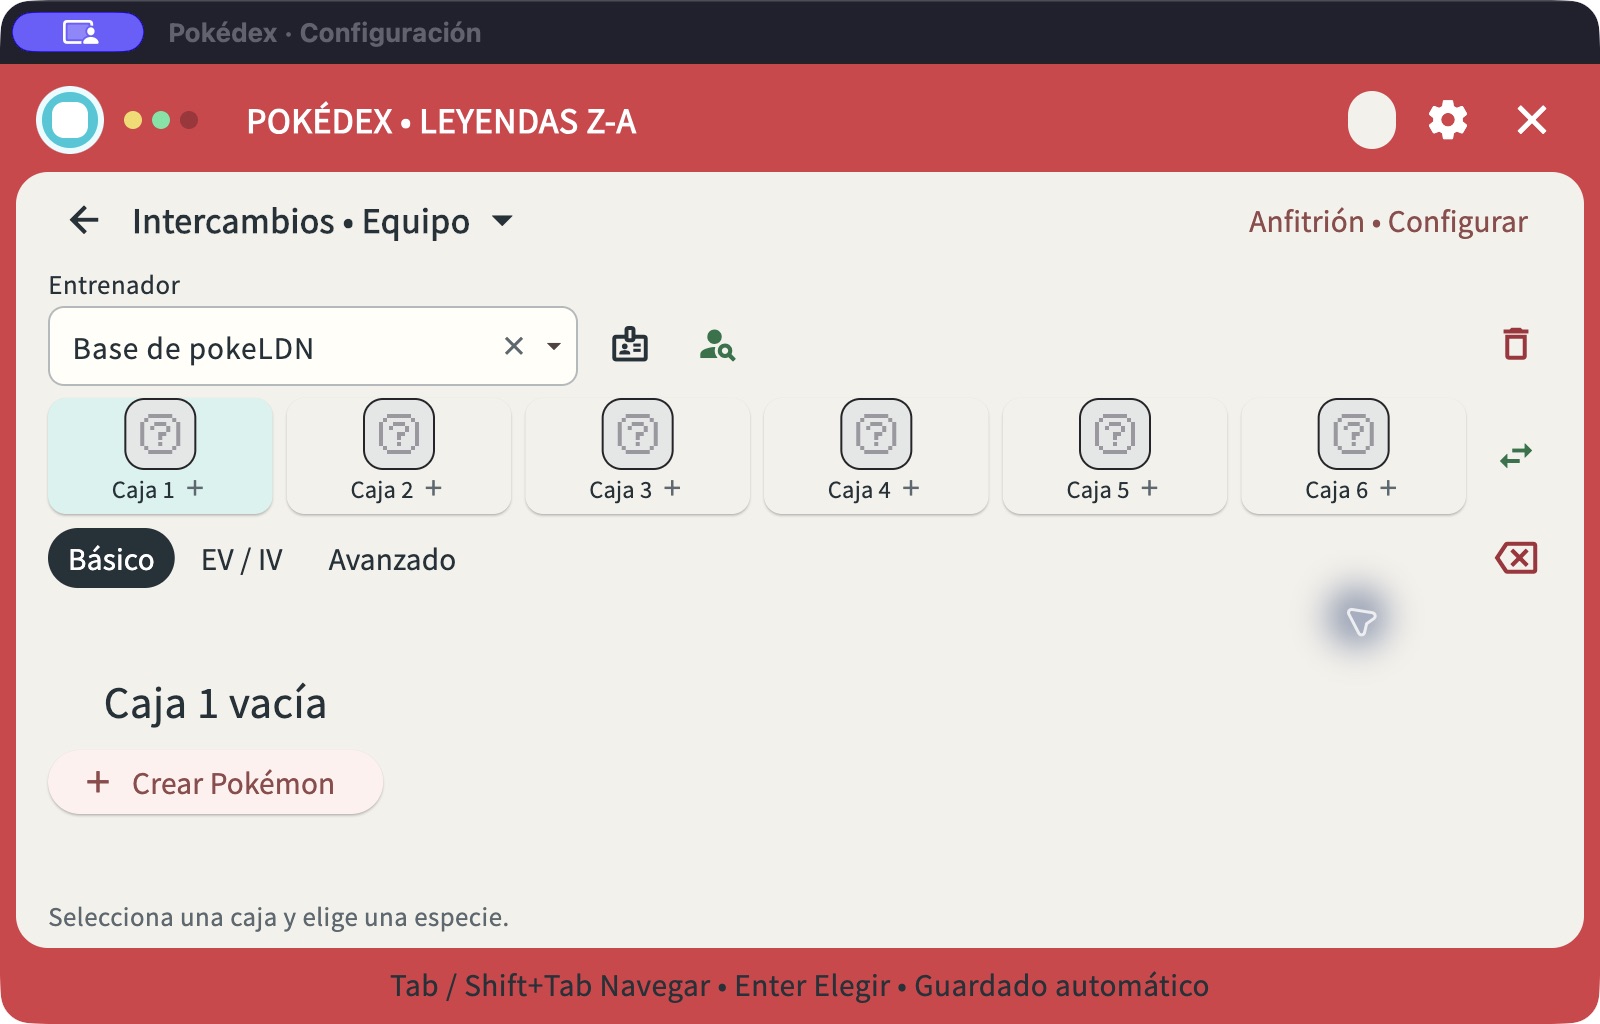 Pokédex · Configuración
POKÉDEX • LEYENDAS Z-A
Intercambios • Equipo
Anfitrión • Configurar
Entrenador
Base de pokeLDN
Caja 1 +
Caja 2 +
Caja 3 +
Caja 4 +
Caja 5 +
Caja 6 +
Básico
EV / IV
Avanzado
Caja 1 vacía
+ Crear Pokémon
Selecciona una caja y elige una especie.
Tab / Shift+Tab Navegar • Enter Elegir • Guardado automático